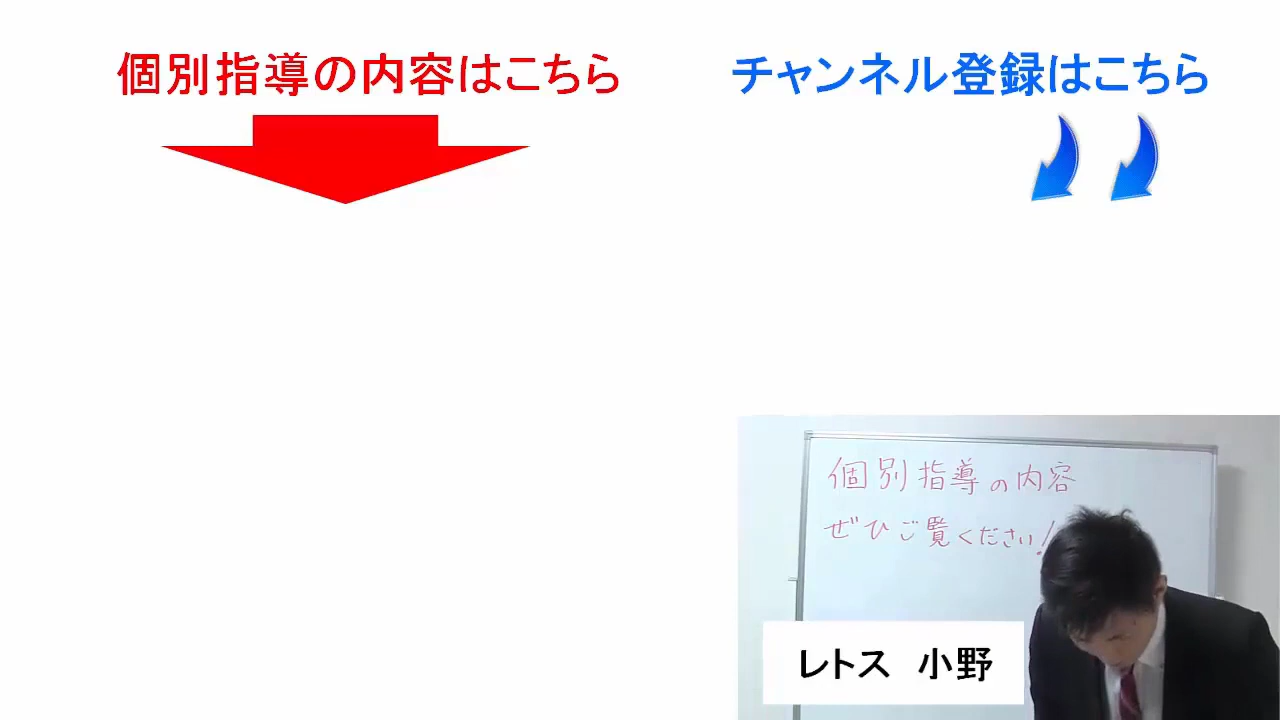 個別指導の内容はこちら
チャンネル登録はこちら
個別指導の内容
ぜひご覧ください!
レトス 小野